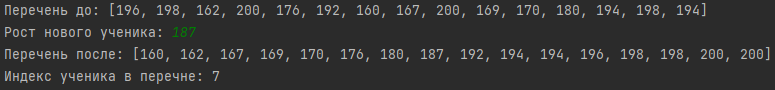 Перечень до: [196, 198, 162, 200, 176, 192, 160, 167, 200, 169, 170, 180, 194, 198, 194]
Рост нового ученика: 187
Перечень после: [160, 162, 167, 169, 170, 176, 180, 187, 192, 194, 194, 196, 198, 198, 200, 200]
Индекс ученика в перечне: 7